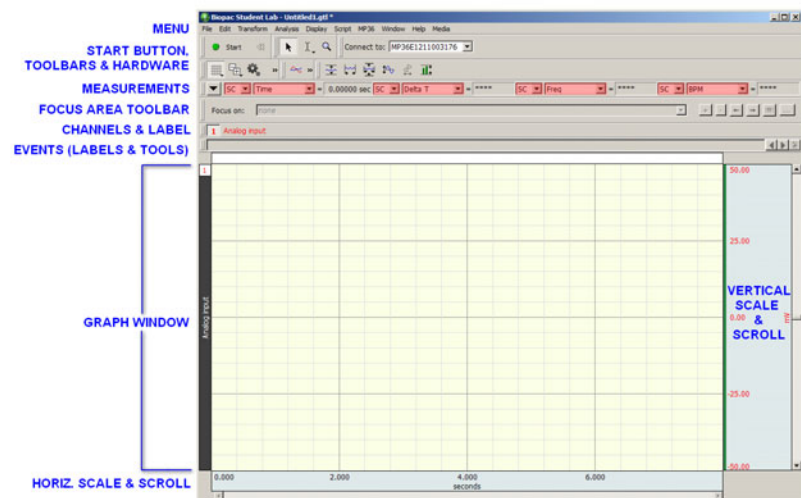 Biopac Student Lab - Untitled1.gtl *
MENU
File Edit Transform Analysis Display Script MP36 Window Help Media
START BUTTON,
TOOLBARS & HARDWARE
Start
Connect to: MP36E1211003176
MEASUREMENTS
SC Time = 0.00000 sec SC Delta T = **** SC Freq = **** SC BPM = ****
FOCUS AREA TOOLBAR
Focus on: none
CHANNELS & LABEL
1 Analog input
EVENTS (LABELS & TOOLS)
1
50.00
25.00
GRAPH WINDOW
Analog input
VERTICAL
SCALE
&
SCROLL
0.00
mV
-25.00
-50.00
HORIZ. SCALE & SCROLL
0.000 2.000 4.000 6.000
seconds